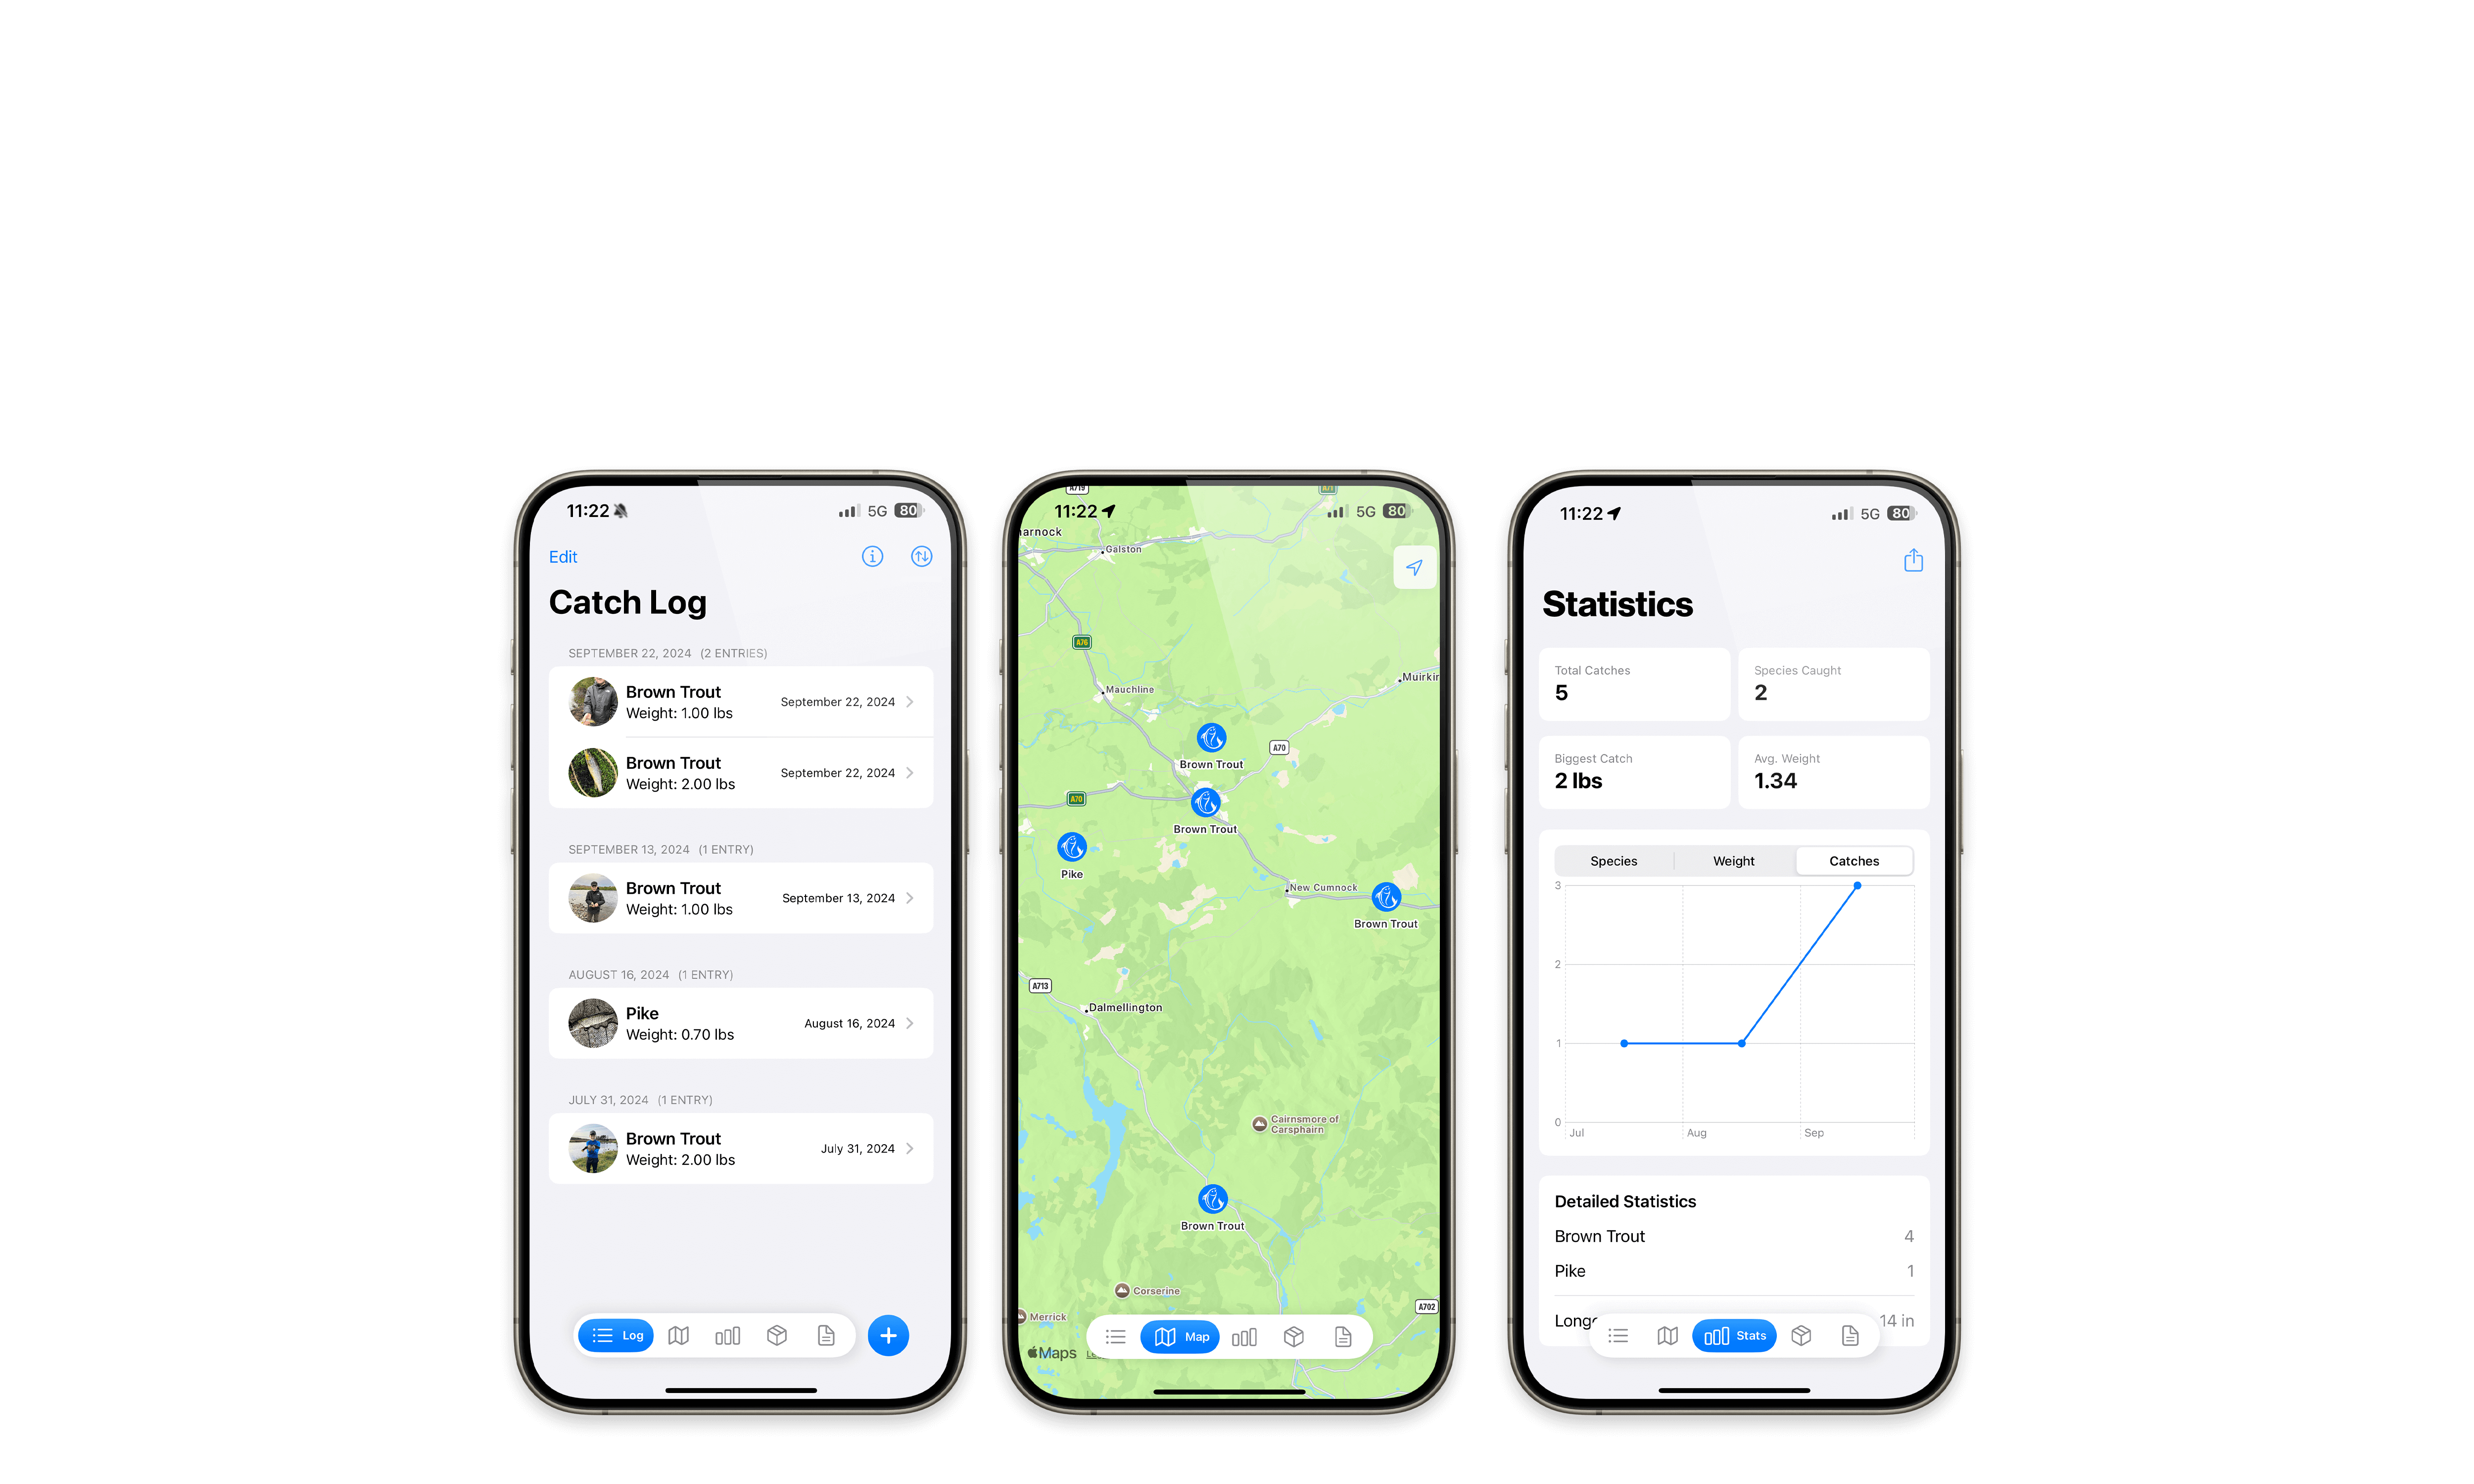 11:22
5G 80
Edit
Catch Log
SEPTEMBER 22, 2024 (2 ENTRIES)
Brown Trout
Weight: 1.00 lbs
September 22, 2024
Brown Trout
Weight: 2.00 lbs
September 22, 2024
SEPTEMBER 13, 2024 (1 ENTRY)
Brown Trout
Weight: 1.00 lbs
September 13, 2024
AUGUST 16, 2024 (1 ENTRY)
Pike
Weight: 0.70 lbs
August 16, 2024
JULY 31, 2024 (1 ENTRY)
Brown Trout
Weight: 2.00 lbs
July 31, 2024
Log
A719
A71
11:22
5G 80
arnock
Galston
A76
Mauchline
Muirkir
Brown Trout
A70
A70
Brown Trout
Pike
New Cumnock
Brown Trout
A713
Dalmellington
Cairnsmore of
Carsphairn
Brown Trout
Corserine
Merrick
A702
Map
Maps
11:22
5G 80
Statistics
Total Catches
5
Species Caught
2
Biggest Catch
2 lbs
Avg. Weight
1.34
Species Weight Catches
3
2
1
0
Jul Aug Sep
Detailed Statistics
Brown Trout 4
Pike 1
Long 14 in
Stats